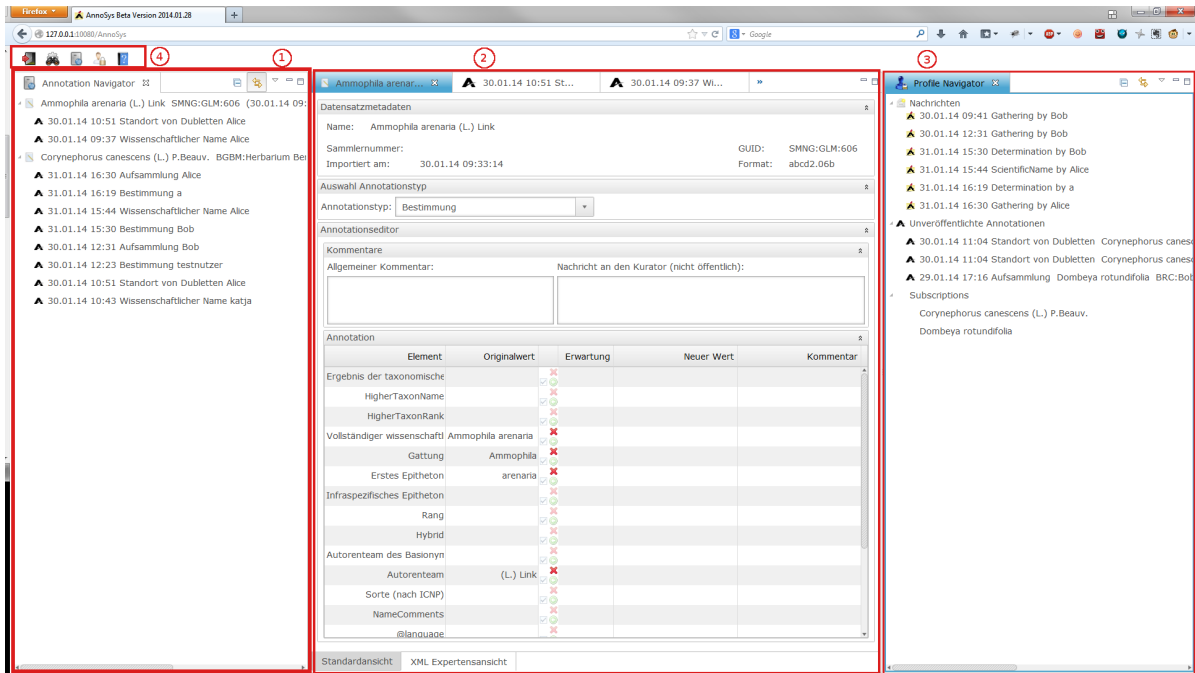 Firefox
AnnoSys Beta Version 2014.01.28
127.0.0.1:10080/AnnoSys
Google
4
1
2
3
Annotation Navigator
Ammophila arenaria (L.) Link SMNG:GLM:606 (30.01.14 09:
30.01.14 10:51 Standort von Dubletten Alice
30.01.14 09:37 Wissenschaftlicher Name Alice
Corynephorus canescens (L.) P.Beauv. BGBM:Herbarium Ber
31.01.14 16:30 Aufsammlung Alice
31.01.14 16:19 Bestimmung a
31.01.14 15:44 Wissenschaftlicher Name Alice
31.01.14 15:30 Bestimmung Bob
30.01.14 12:31 Aufsammlung Bob
30.01.14 12:23 Bestimmung testnutzer
30.01.14 10:51 Standort von Dubletten Alice
30.01.14 10:43 Wissenschaftlicher Name katja
Ammophila arenar...
30.01.14 10:51 St...
30.01.14 09:37 Wi...
»
Datensatzmetadaten
Name: Ammophila arenaria (L.) Link
Sammlernummer: GUID: SMNG:GLM:606
Importiert am: 30.01.14 09:33:14 Format: abcd2.06b
Auswahl Annotationstyp
Annotationstyp: Bestimmung
Annotationseditor
Kommentare
Allgemeiner Kommentar: Nachricht an den Kurator (nicht öffentlich):
Annotation
Element Originalwert Erwartung Neuer Wert Kommentar
Ergebnis der taxonomische
HigherTaxonName
HigherTaxonRank
Vollständiger wissenschaftl Ammophila arenaria
Gattung Ammophila
Erstes Epitheton arenaria
Infraspezifisches Epitheton
Rang
Hybrid
Autorenteam des Basionym
Autorenteam (L.) Link
Sorte (nach ICNP)
NameComments
@language
Standardansicht XML Expertensansicht
Profile Navigator
Nachrichten
30.01.14 09:41 Gathering by Bob
30.01.14 12:31 Gathering by Bob
31.01.14 15:30 Determination by Bob
31.01.14 15:44 ScientificName by Alice
31.01.14 16:19 Determination by a
31.01.14 16:30 Gathering by Alice
Unveröffentlichte Annotationen
30.01.14 11:04 Standort von Dubletten Corynephorus canesc
30.01.14 11:04 Standort von Dubletten Corynephorus canesc
29.01.14 17:16 Aufsammlung Dombeya rotundifolia BRC:Bob
Subscriptions
Corynephorus canescens (L.) P.Beauv.
Dombeya rotundifolia